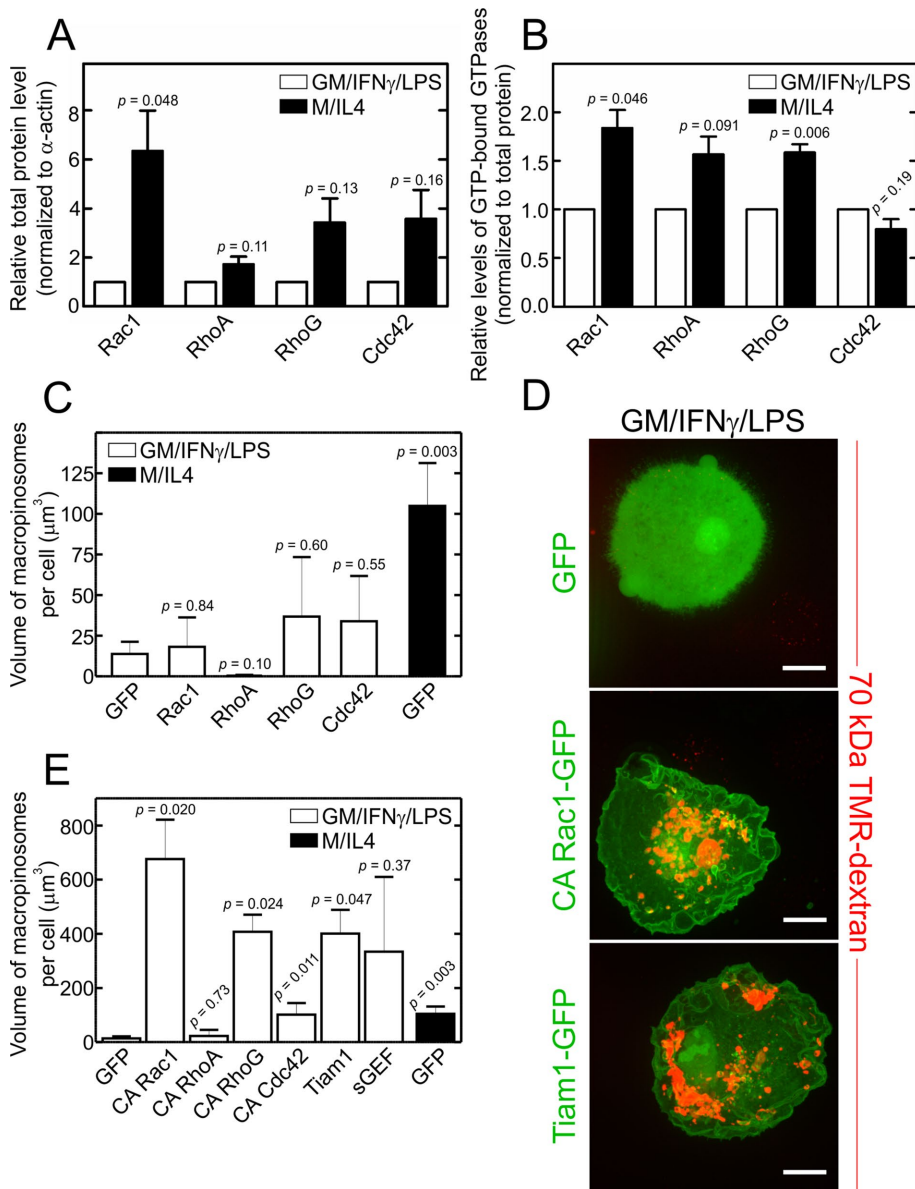 A
Relative total protein level
(normalized to α-actin)
8
6
4
2
0
GM/IFNγ/LPS
M/IL4
p = 0.048
p = 0.11
p = 0.13
p = 0.16
Rac1
RhoA
RhoG
Cdc42
B
Relative levels of GTP-bound GTPases
(normalized to total protein)
2.0
1.5
1.0
0.5
0.0
GM/IFNγ/LPS
M/IL4
p = 0.046
p = 0.091
p = 0.006
p = 0.19
Rac1
RhoA
RhoG
Cdc42
C
Volume of macropinosomes
per cell (μm³)
125
100
75
50
25
0
GM/IFNγ/LPS
M/IL4
p = 0.84
p = 0.10
p = 0.60
p = 0.55
p = 0.003
GFP
Rac1
RhoA
RhoG
Cdc42
GFP
D
GM/IFNγ/LPS
GFP
CA Rac1-GFP
Tiam1-GFP
70 kDa TMR-dextran
E
Volume of macropinosomes
per cell (μm³)
800
600
400
200
0
GM/IFNγ/LPS
M/IL4
p = 0.020
p = 0.73
p = 0.024
p = 0.011
p = 0.047
p = 0.37
p = 0.003
GFP
CA Rac1
CA RhoA
CA RhoG
CA Cdc42
Tiam1
sGEF
GFP